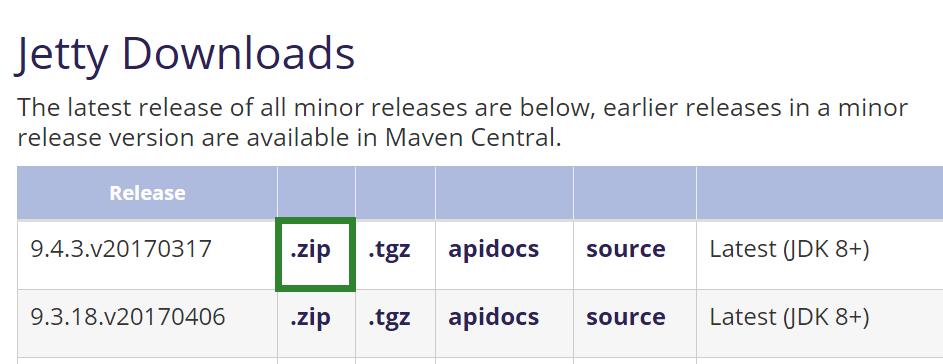 Jetty Downloads
The latest release of all minor releases are below, earlier releases in a minor
release version are available in Maven Central.
Release
9.4.3.v20170317 .zip .tgz apidocs source Latest (JDK 8+)
9.3.18.v20170406 .zip .tgz apidocs source Latest (JDK 8+)